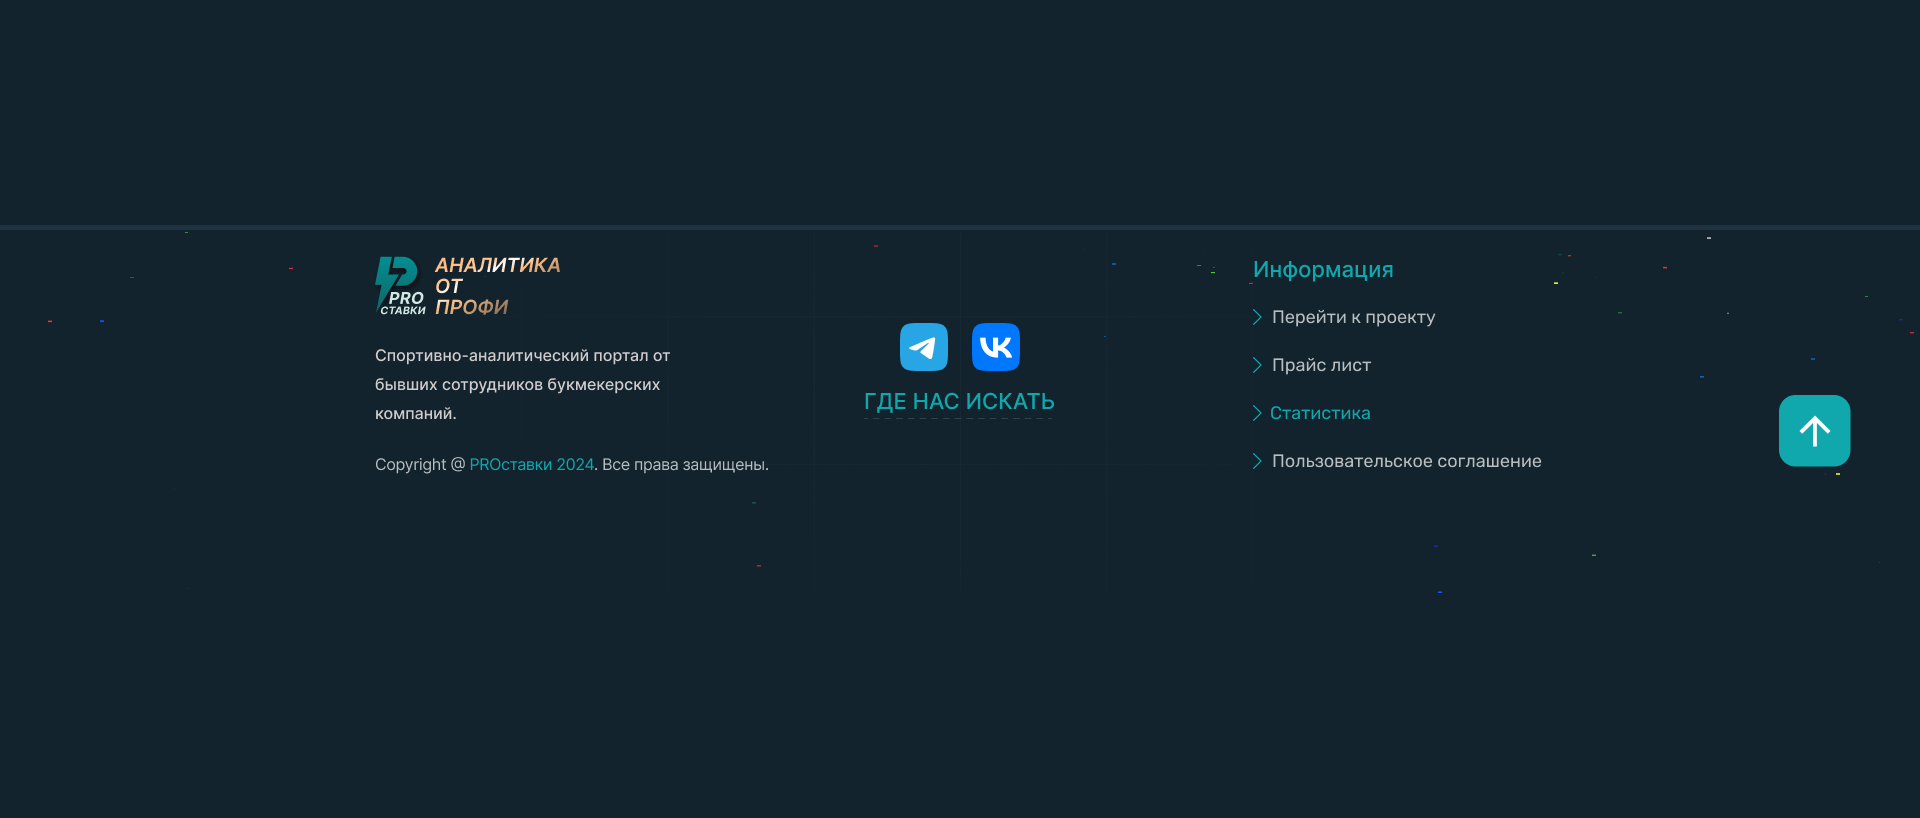 PRO
СТАВКИ
АНАЛИТИКА
ОТ
ПРОФИ
Спортивно-аналитический портал от
бывших сотрудников букмекерских
компаний.
Copyright @ PROставки 2024. Все права защищены.
ГДЕ НАС ИСКАТЬ
Информация
Перейти к проекту
Прайс лист
Статистика
Пользовательское соглашение